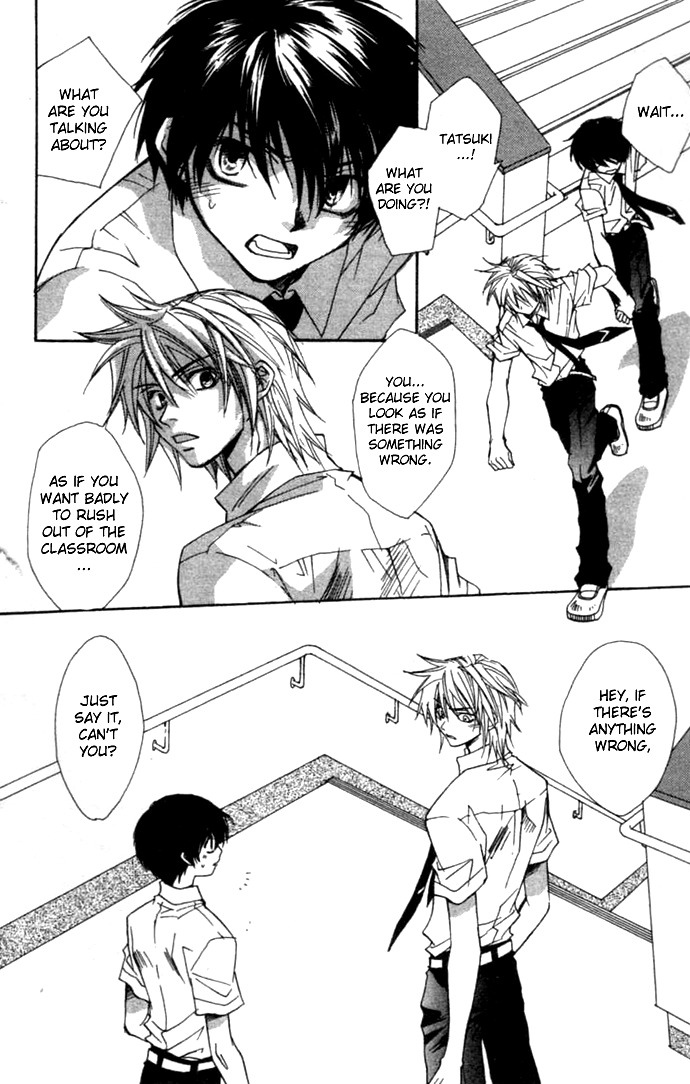 WAIT...
TATSUKI
...!
WHAT
ARE YOU
DOING?!
WHAT
ARE YOU
TALKING
ABOUT?
YOU...
BECAUSE YOU
LOOK AS IF
THERE WAS
SOMETHING
WRONG.
AS IF YOU
WANT BADLY
TO RUSH
OUT OF THE
CLASSROOM
...
HEY, IF
THERE'S
ANYTHING
WRONG,
JUST
SAY IT,
CAN'T
YOU?